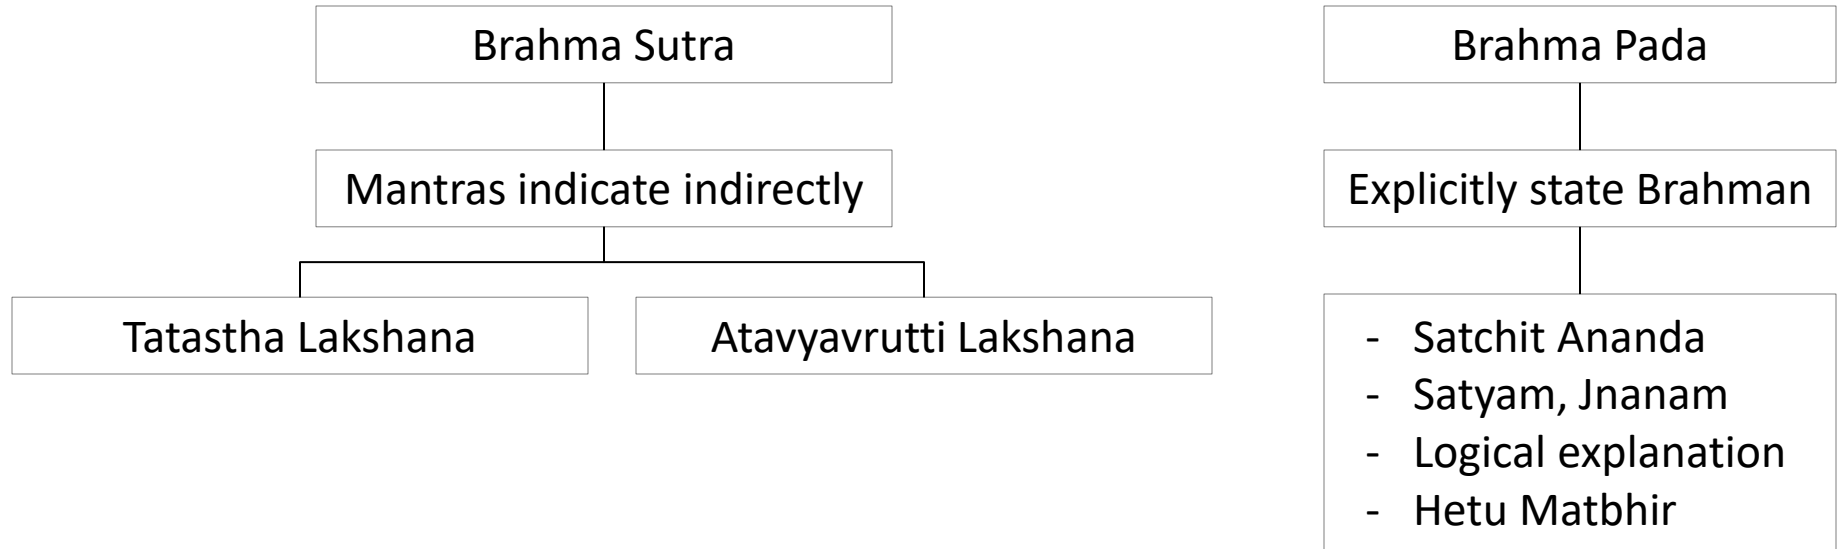 Brahma Sutra
Mantras indicate indirectly
Tatastha Lakshana
Atavyavrutti Lakshana
Brahma Pada
Explicitly state Brahman
- Satchit Ananda
- Satyam, Jnanam
- Logical explanation
- Hetu Matbhir